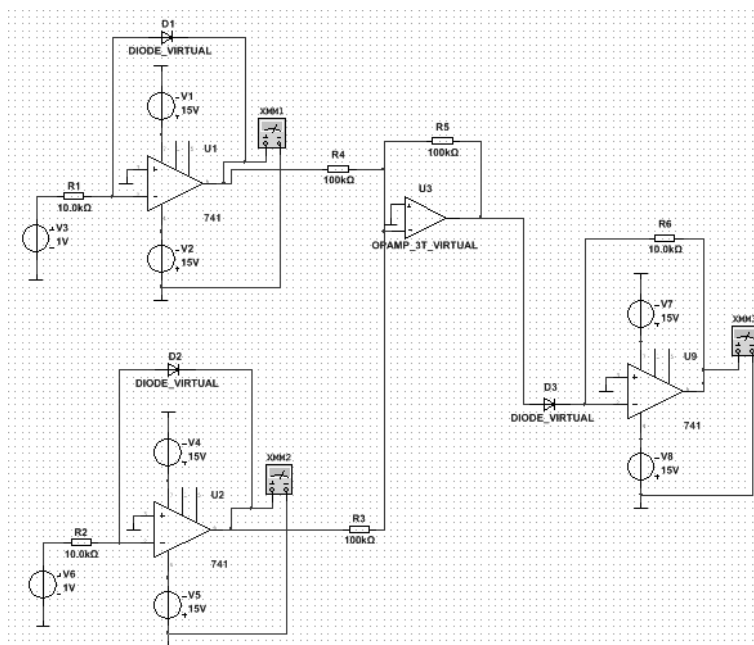 D1
DIODE_VIRTUAL
V1
15V
XMM1
U1
R1
10.0kΩ
741
V3
1V
V2
15V
R4
100kΩ
R5
100kΩ
U3
OPAMP_3T_VIRTUAL
R6
10.0kΩ
V7
15V
XMM3
U9
D3
DIODE_VIRTUAL
741
V8
15V
D2
DIODE_VIRTUAL
V4
15V
XMM2
U2
R2
10.0kΩ
741
R3
100kΩ
V6
1V
V5
15V